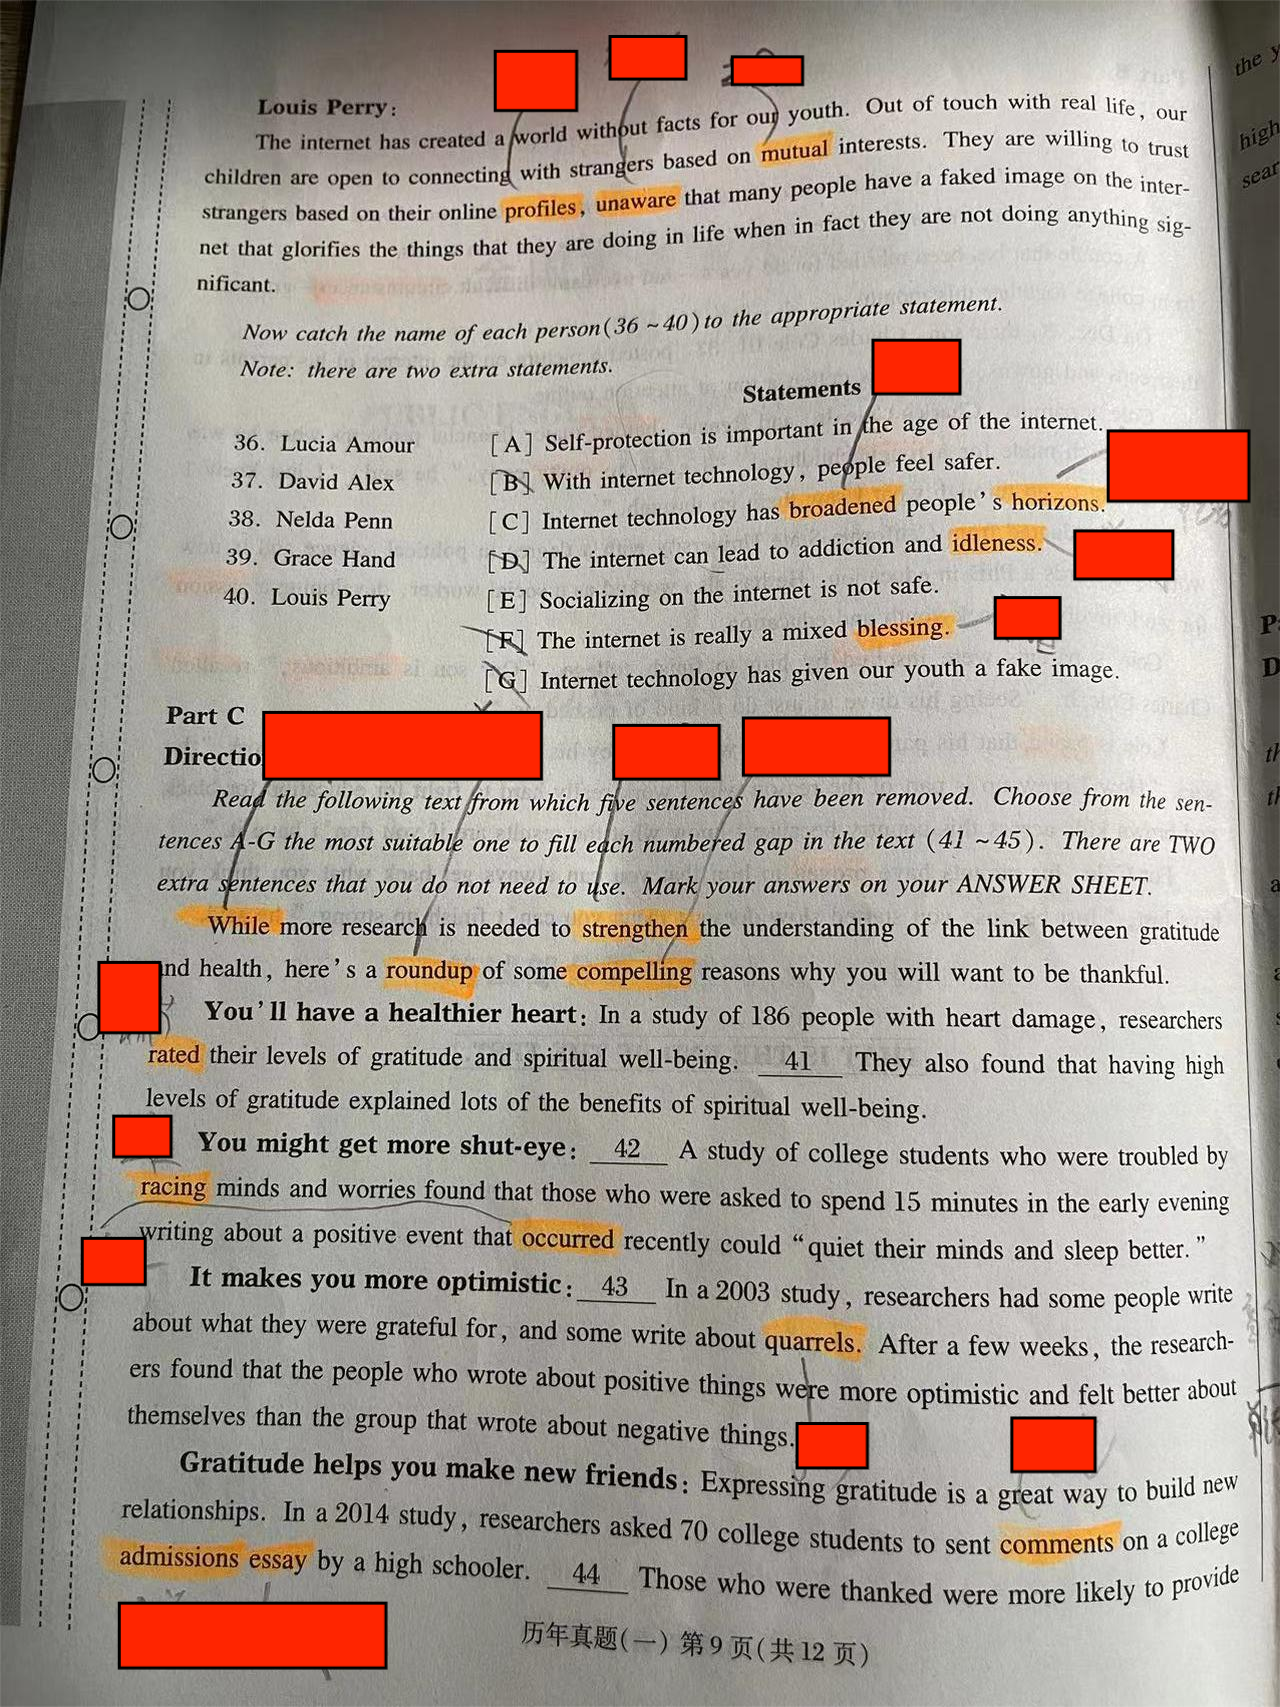 Louis Perry:
The internet has created a world without facts for our youth. Out of touch with real life, our
children are open to connecting with strangers based on mutual interests. They are willing to trust
strangers based on their online profiles, unaware that many people have a faked image on the inter-
net that glorifies the things that they are doing in life when in fact they are not doing anything sig-
nificant.
Now catch the name of each person(36 ~40)to the appropriate statement.
Note: there are two extra statements.
Statements
36. Lucia Amour [A] Self-protection is important in the age of the internet.
37. David Alex [B] With internet technology, people feel safer.
38. Nelda Penn [C] Internet technology has broadened people's horizons.
39. Grace Hand [D] The internet can lead to addiction and idleness.
40. Louis Perry [E] Socializing on the internet is not safe.
[F] The internet is really a mixed blessing.
[G] Internet technology has given our youth a fake image.
Part C
Directio
Read the following text from which five sentences have been removed. Choose from the sen-
tences A-G the most suitable one to fill each numbered gap in the text (41 ~45). There are TWO
extra sentences that you do not need to use. Mark your answers on your ANSWER SHEET.
While more research is needed to strengthen the understanding of the link between gratitude
and health, here's a roundup of some compelling reasons why you will want to be thankful.
You'll have a healthier heart: In a study of 186 people with heart damage, researchers
rated their levels of gratitude and spiritual well-being. 41 They also found that having high
levels of gratitude explained lots of the benefits of spiritual well-being.
You might get more shut-eye: 42 A study of college students who were troubled by
racing minds and worries found that those who were asked to spend 15 minutes in the early evening
writing about a positive event that occurred recently could "quiet their minds and sleep better."
It makes you more optimistic: 43 In a 2003 study, researchers had some people write
about what they were grateful for, and some write about quarrels. After a few weeks, the research-
ers found that the people who wrote about positive things were more optimistic and felt better about
themselves than the group that wrote about negative things.
Gratitude helps you make new friends: Expressing gratitude is a great way to build new
relationships. In a 2014 study, researchers asked 70 college students to sent comments on a college
admissions essay by a high schooler. 44 Those who were thanked were more likely to provide
历年真题(一) 第9页(共12页)